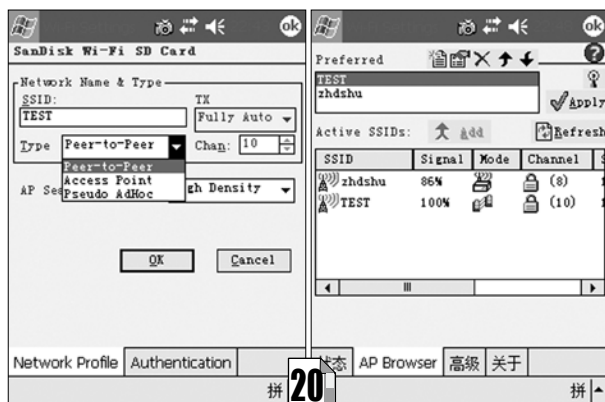 ok
SanDisk Wi-Fi SD Card
Network Name & Type
SSID:
TX
TEST
Fully Auto
Type
Peer-to-Peer
Chan:
10
Peer-to-Peer
Access Point
Pseudo AdHoc
AP Se
gh Density
OK
Cancel
Network Profile
Authentication
拼
20
ok
Preferred
TEST
zhdshu
Apply
Active SSIDs:
Add
Refresh
SSID Signal Mode Channel
zhdshu 86% (8) 1
TEST 100% (10) 1
态
AP Browser
高级
关于
拼